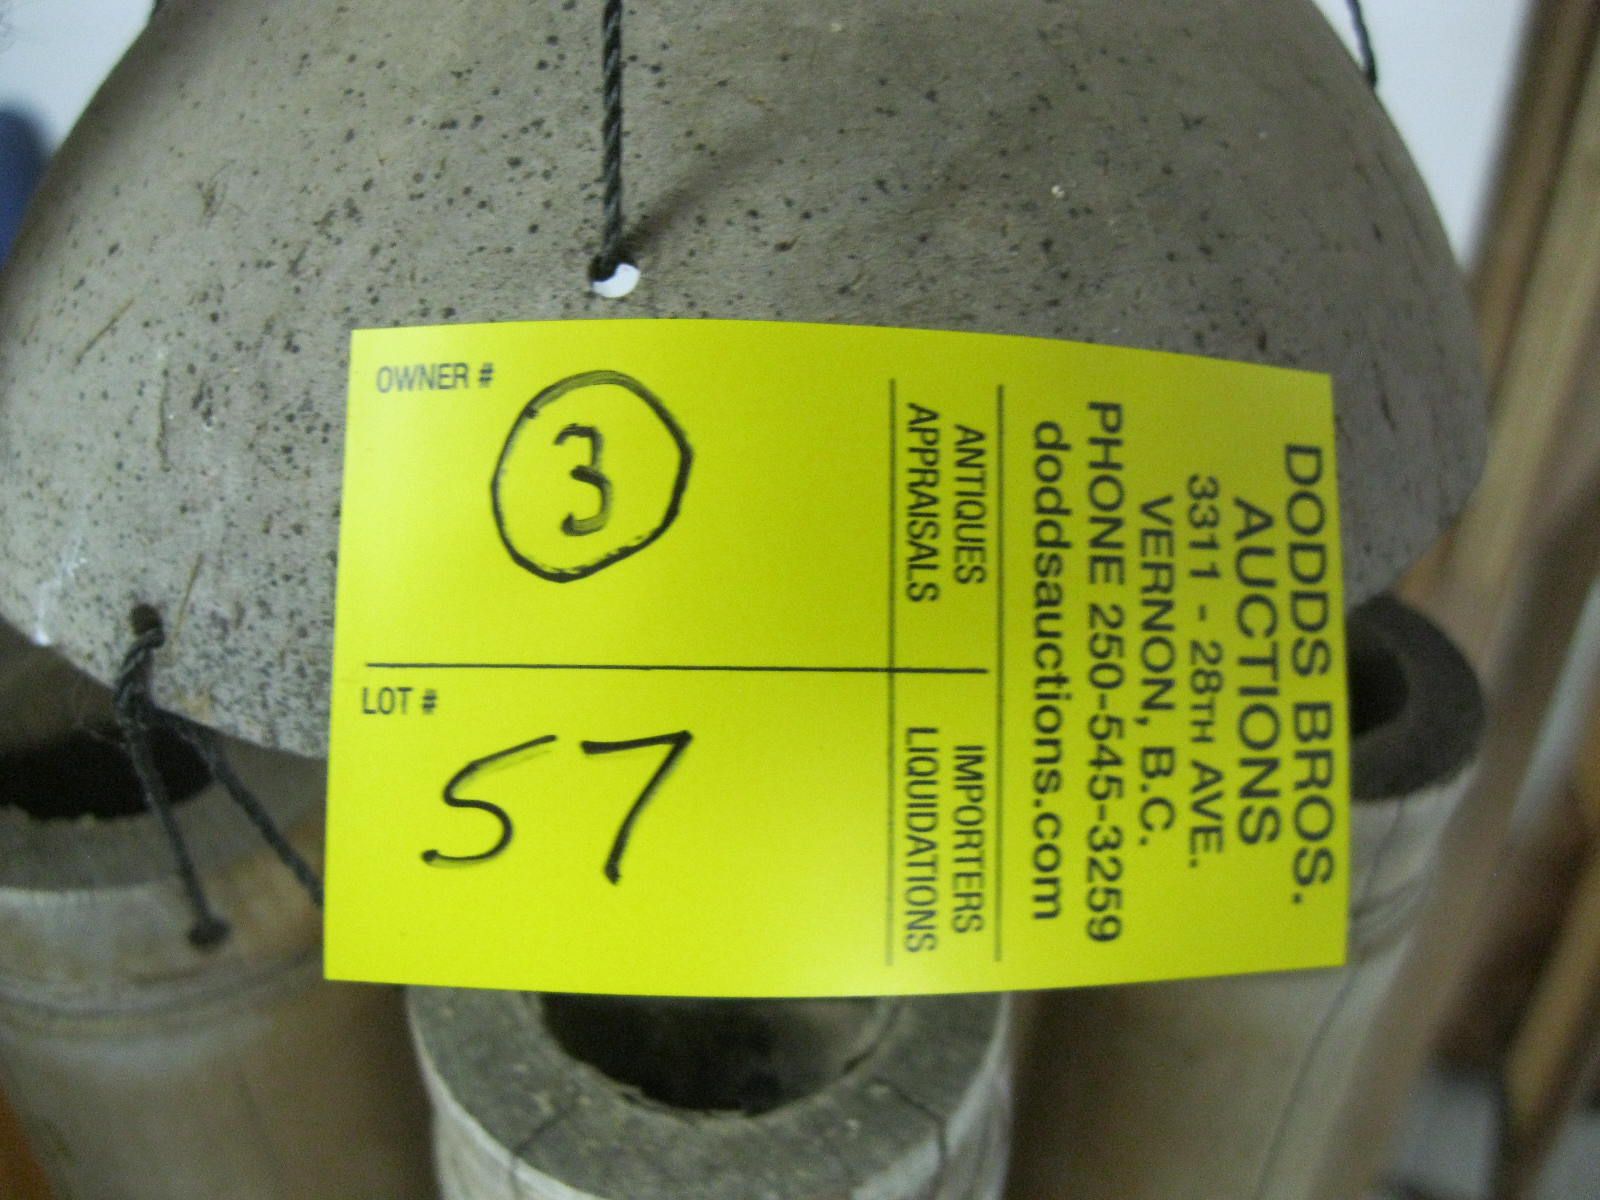 DODDS BROS.
AUCTIONS
3311 - 28TH AVE.
VERNON, B.C.
PHONE 250-545-3259
doddsauctions.com
ANTIQUES
APPRAISALS
IMPORTERS
LIQUIDATIONS
OWNER #
3
LOT #
57